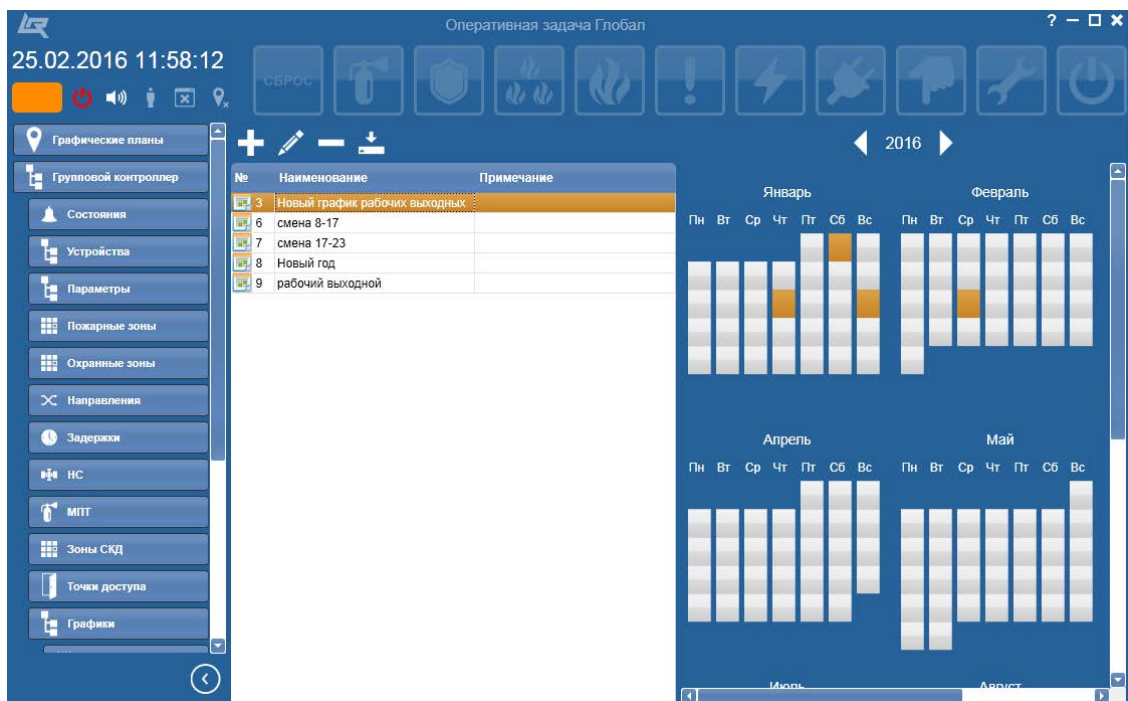 Оперативная задача Глобал
?
25.02.2016 11:58:12
СБРОС
Графические планы
Групповой контроллер
Состояния
Устройства
Параметры
Пожарные зоны
Охранные зоны
Направления
Задержки
НС
МПТ
Зоны СКД
Точки доступа
Графики
№ Наименование Примечание
3 Новый график рабочих выходных
6 смена 8-17
7 смена 17-23
8 Новый год
9 рабочий выходной
2016
Январь Февраль
Пн Вт Ср Чт Пт Сб Вс Пн Вт Ср Чт Пт Сб Вс
Апрель Май
Пн Вт Ср Чт Пт Сб Вс Пн Вт Ср Чт Пт Сб Вс
Июль Август